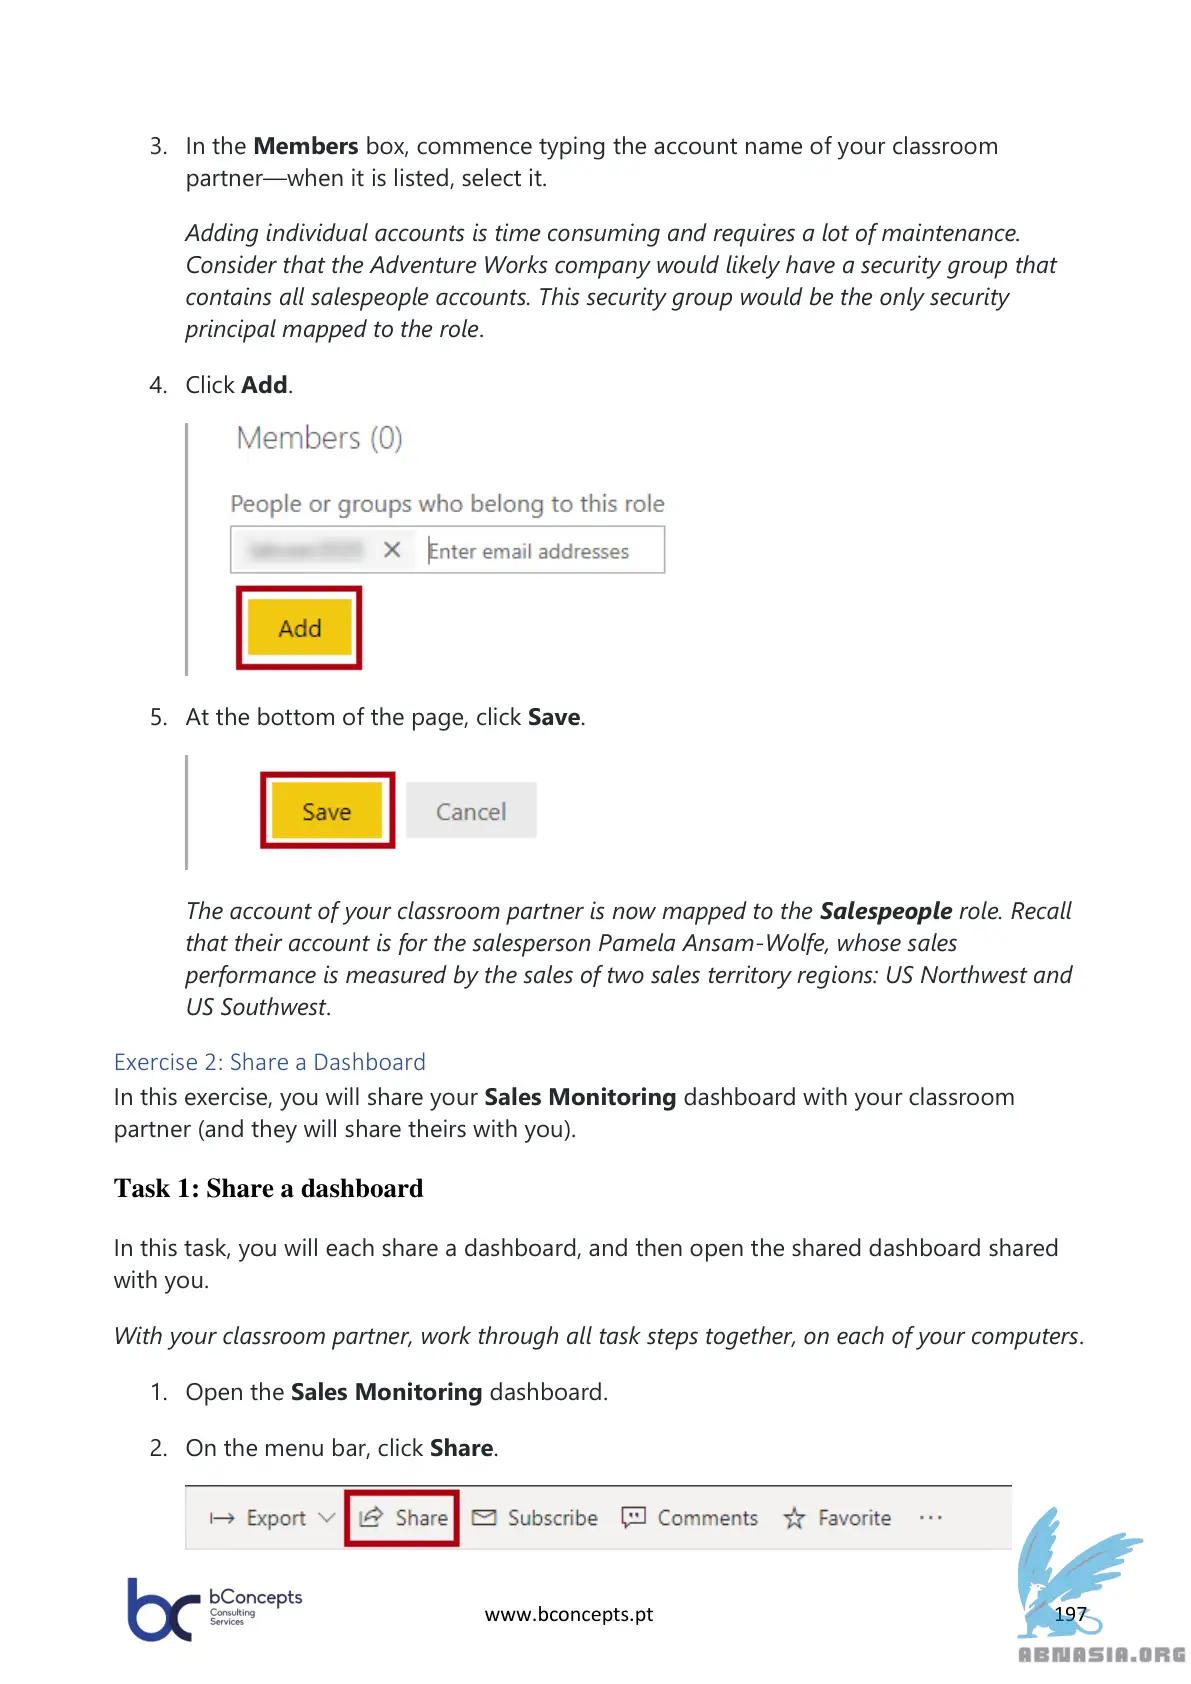 3. In the Members box, commence typing the account name of your classroom
partner—when it is listed, select it.
Adding individual accounts is time consuming and requires a lot of maintenance.
Consider that the Adventure Works company would likely have a security group that
contains all salespeople accounts. This security group would be the only security
principal mapped to the role.
4. Click Add.
Members (0)
People or groups who belong to this role
Enter email addresses
Add
5. At the bottom of the page, click Save.
Save Cancel
The account of your classroom partner is now mapped to the Salespeople role. Recall
that their account is for the salesperson Pamela Ansam-Wolfe, whose sales
performance is measured by the sales of two sales territory regions: US Northwest and
US Southwest.
Exercise 2: Share a Dashboard
In this exercise, you will share your Sales Monitoring dashboard with your classroom
partner (and they will share theirs with you).
Task 1: Share a dashboard
In this task, you will each share a dashboard, and then open the shared dashboard shared
with you.
With your classroom partner, work through all task steps together, on each of your computers.
1. Open the Sales Monitoring dashboard.
2. On the menu bar, click Share.
Export Share Subscribe Comments Favorite ...
bc bConcepts
Consulting
Services
www.bconcepts.pt
197
ABNASIA.ORG